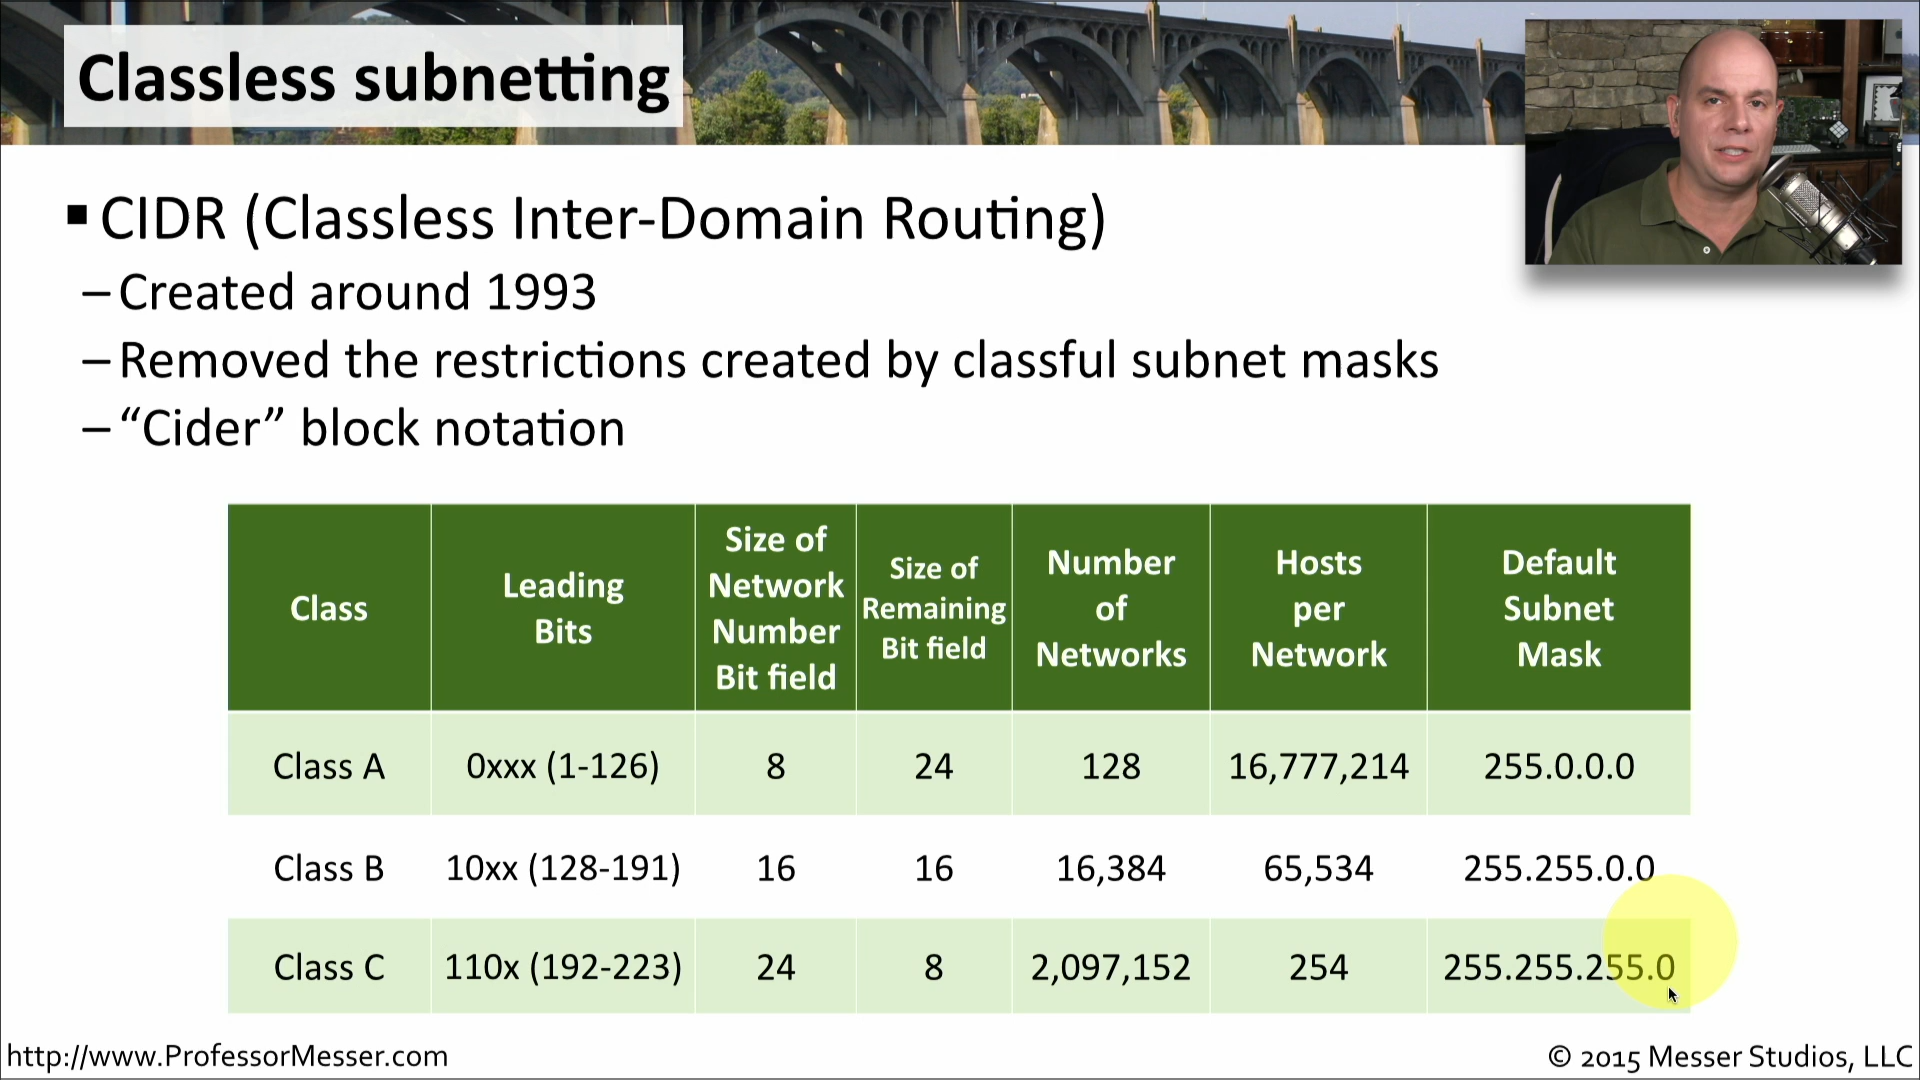 Classless subnetting
▪ CIDR (Classless Inter-Domain Routing)
– Created around 1993
– Removed the restrictions created by classful subnet masks
– “Cider” block notation
Class | Leading Bits | Size of Network Number Bit field | Size of Remaining Bit field | Number of Networks | Hosts per Network | Default Subnet Mask
Class A | 0xxx (1-126) | 8 | 24 | 128 | 16,777,214 | 255.0.0.0
Class B | 10xx (128-191) | 16 | 16 | 16,384 | 65,534 | 255.255.0.0
Class C | 110x (192-223) | 24 | 8 | 2,097,152 | 254 | 255.255.255.0
http://www.ProfessorMesser.com
© 2015 Messer Studios, LLC